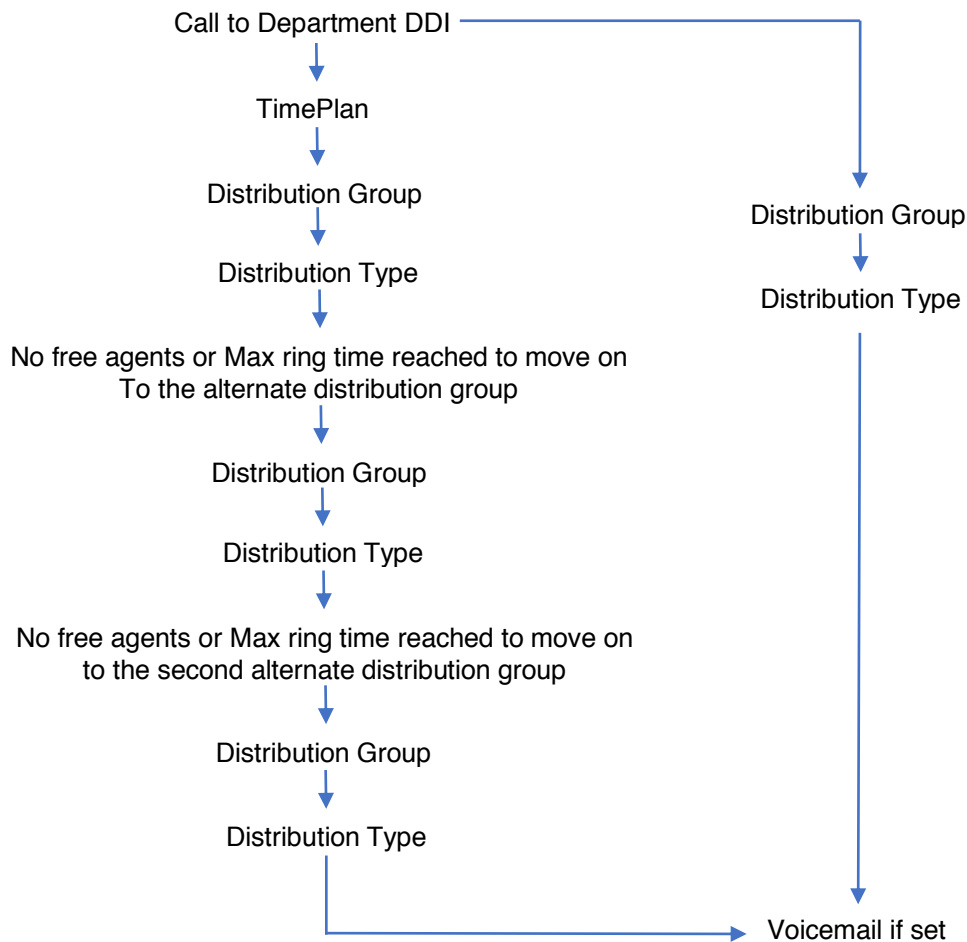 Call to Department DDI
TimePlan
Distribution Group
Distribution Type
No free agents or Max ring time reached to move on
To the alternate distribution group
Distribution Group
Distribution Type
No free agents or Max ring time reached to move on
to the second alternate distribution group
Distribution Group
Distribution Type
Distribution Group
Distribution Type
Voicemail if set